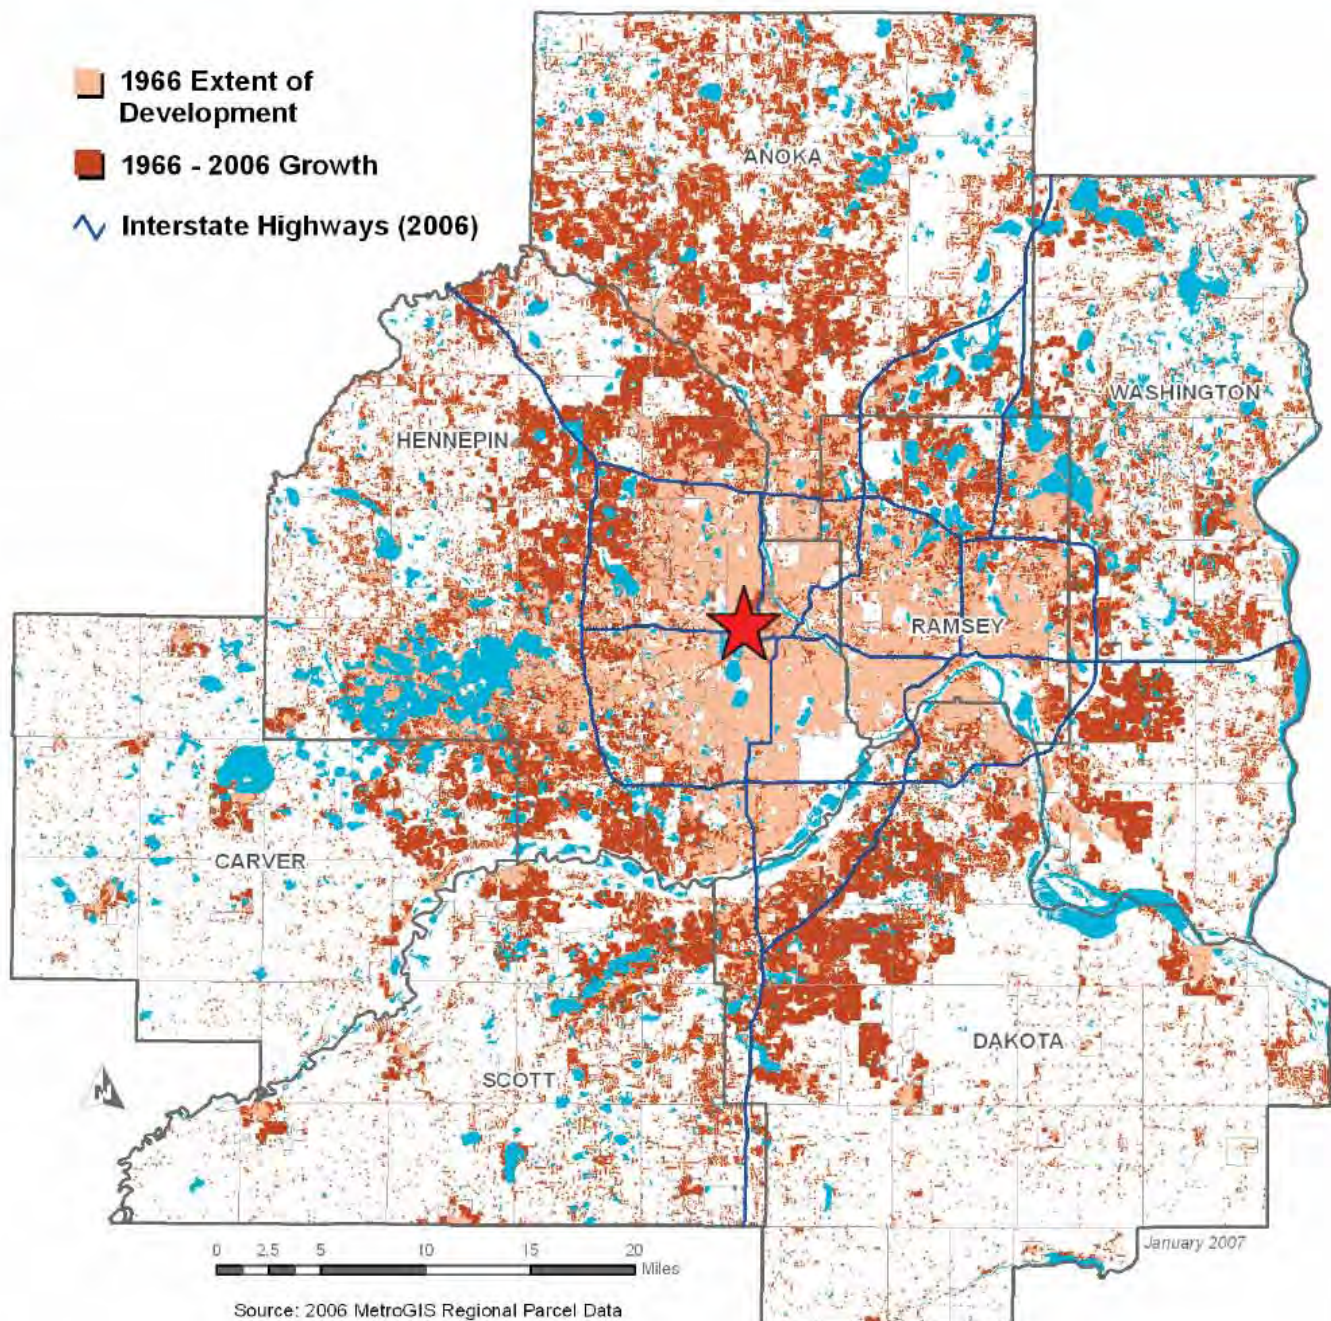 1966 Extent of
Development
1966 - 2006 Growth
Interstate Highways (2006)
ANOKA
WASHINGTON
HENNEPIN
RAMSEY
CARVER
DAKOTA
SCOTT
N
0 2.5 5 10 15 20
Miles
January 2007
Source: 2006 MetroGIS Regional Parcel Data